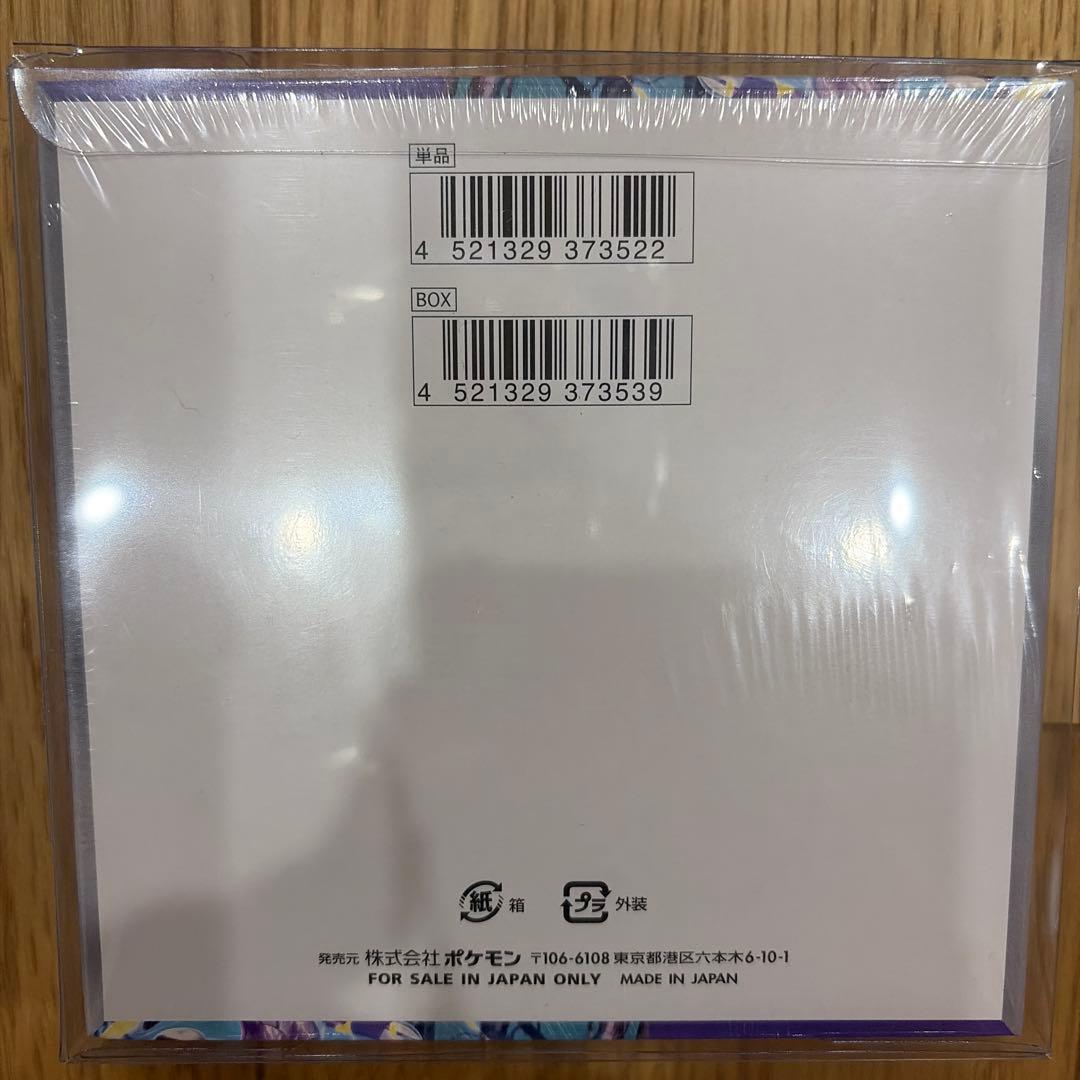 単品
4 521329 373522
BOX
4 521329 373539
紙 箱 プラ 外装
発売元 株式会社 ポケモン 〒106-6108 東京都港区六本木6-10-1
FOR SALE IN JAPAN ONLY MADE IN JAPAN